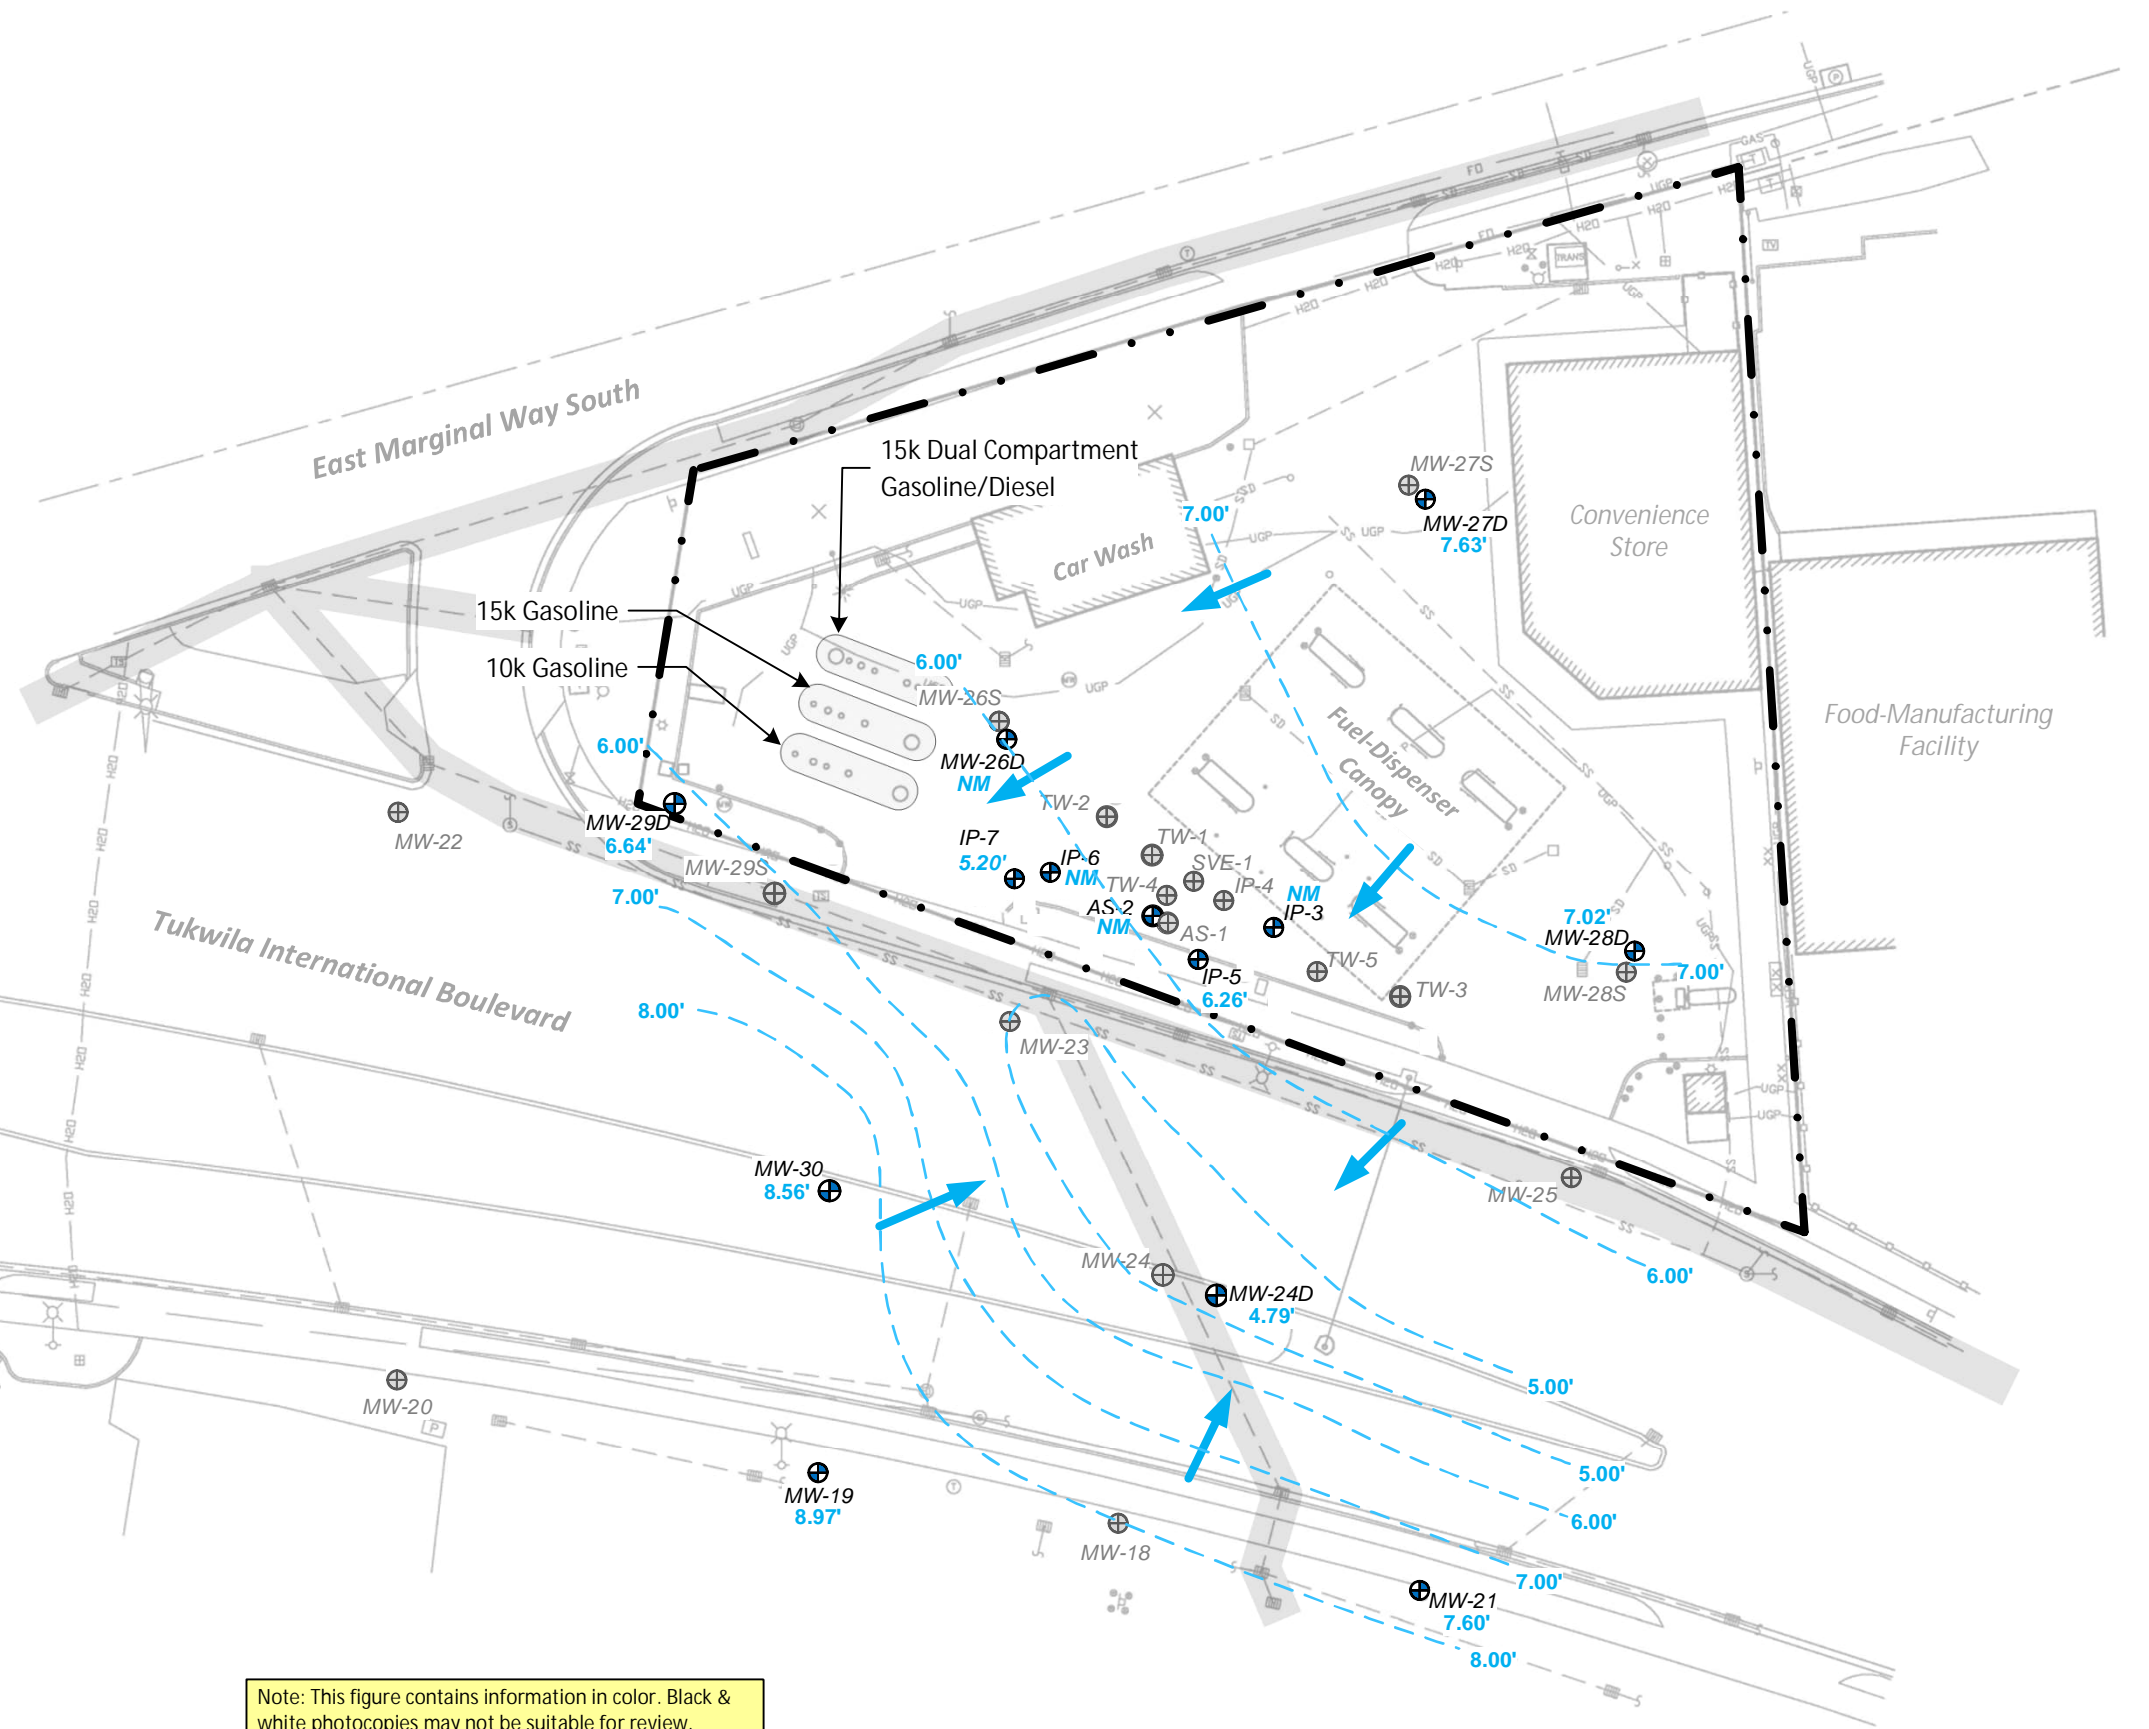 East Marginal Way South
15k Dual Compartment
Gasoline/Diesel
15k Gasoline
10k Gasoline
Car Wash
7.00'
MW-27S
MW-27D
7.63'
Convenience
Store
Food-Manufacturing
Facility
Fuel-Dispenser
Canopy
TRANS
GAS
TV
6.00'
MW-26S
MW-26D
NM
6.00'
MW-22
MW-29D
6.64'
MW-29S
7.00'
TW-2
IP-7
5.20'
IP-6
NM
TW-1
SVE-1
TW-4
IP-4
AS-2
NM
AS-1
NM
IP-3
IP-5
6.26'
TW-5
TW-3
7.02'
MW-28D
7.00'
MW-28S
Tukwila International Boulevard
8.00'
MW-23
MW-30
8.56'
MW-25
6.00'
MW-24
MW-24D
4.79'
5.00'
MW-20
MW-19
8.97'
5.00'
6.00'
MW-18
7.00'
MW-21
7.60'
8.00'
Note: This figure contains information in color. Black &
white photocopies may not be suitable for review.